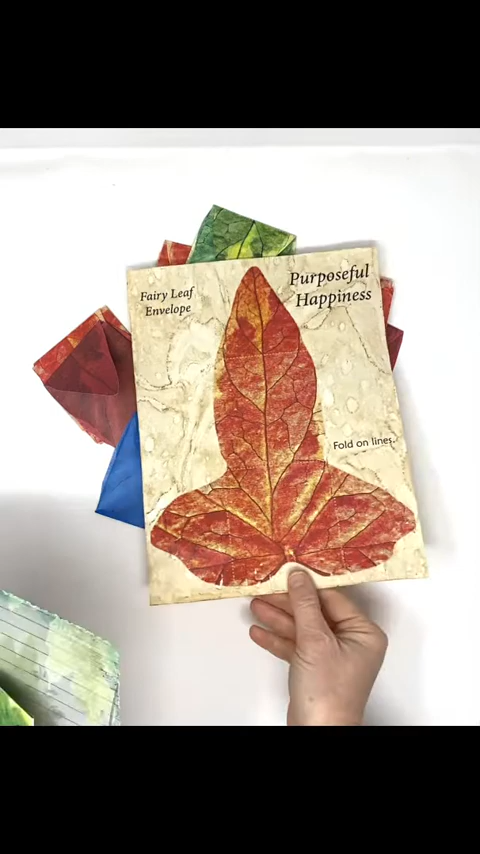 Fairy Leaf
Envelope
Purposeful
Happiness
Fold on lines.